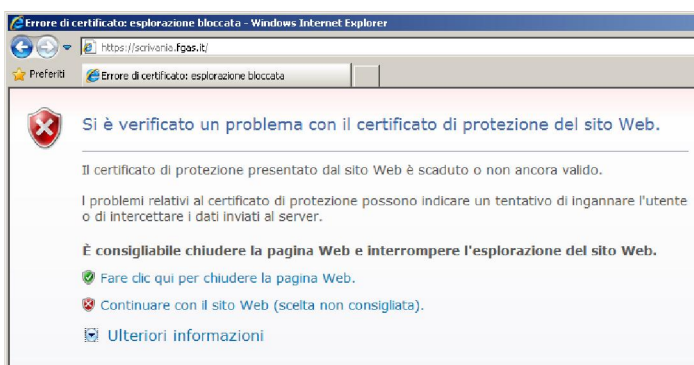 Errore di certificato: esplorazione bloccata - Windows Internet Explorer
https://scrivania.fgas.it/
Preferiti
Errore di certificato: esplorazione bloccata
Si è verificato un problema con il certificato di protezione del sito Web.
Il certificato di protezione presentato dal sito Web è scaduto o non ancora valido.
I problemi relativi al certificato di protezione possono indicare un tentativo di ingannare l'utente
o di intercettare i dati inviati al server.
È consigliabile chiudere la pagina Web e interrompere l'esplorazione del sito Web.
Fare clic qui per chiudere la pagina Web.
Continuare con il sito Web (scelta non consigliata).
Ulteriori informazioni